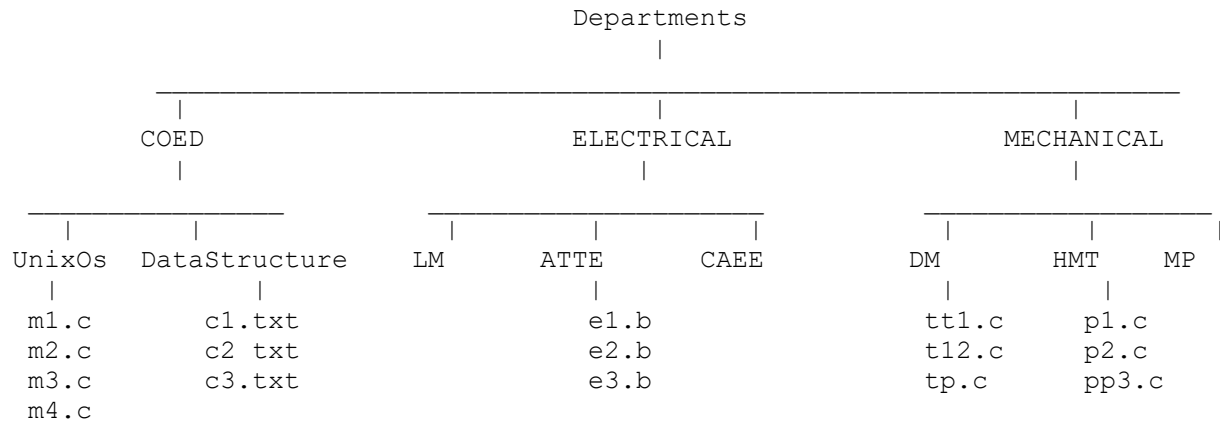 Departments
COED ELECTRICAL MECHANICAL
UnixOs DataStructure LM ATTE CAEE DM HMT MP
m1.c c1.txt e1.b tt1.c p1.c
m2.c c2 txt e2.b t12.c p2.c
m3.c c3.txt e3.b tp.c pp3.c
m4.c